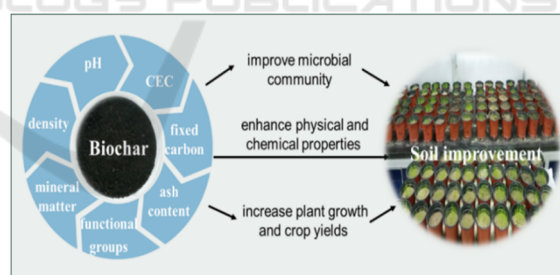 pH
CEC
density
Biochar
fixed
carbon
mineral
matter
ash
content
functional
groups
improve microbial
community
enhance physical and
chemical properties
increase plant growth
and crop yields
Soil improvement